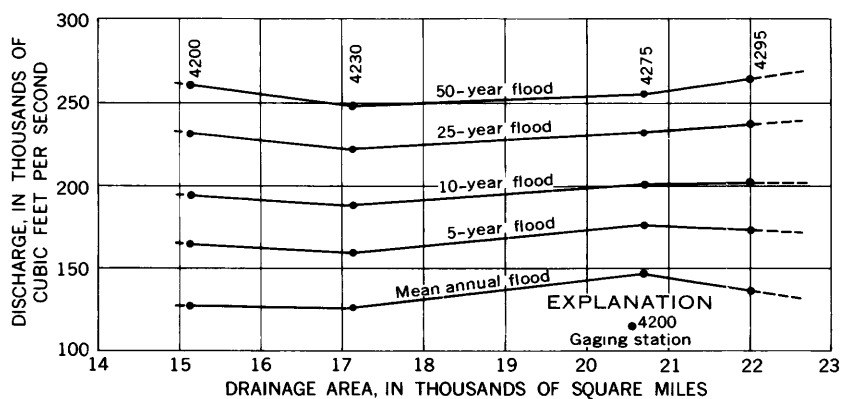 DISCHARGE, IN THOUSANDS OF
CUBIC FEET PER SECOND
300
250
200
150
100
4200
4230
4275
4295
50-year flood
25-year flood
10-year flood
5-year flood
Mean annual flood
EXPLANATION
4200
Gaging station
14 15 16 17 18 19 20 21 22 23
DRAINAGE AREA, IN THOUSANDS OF SQUARE MILES